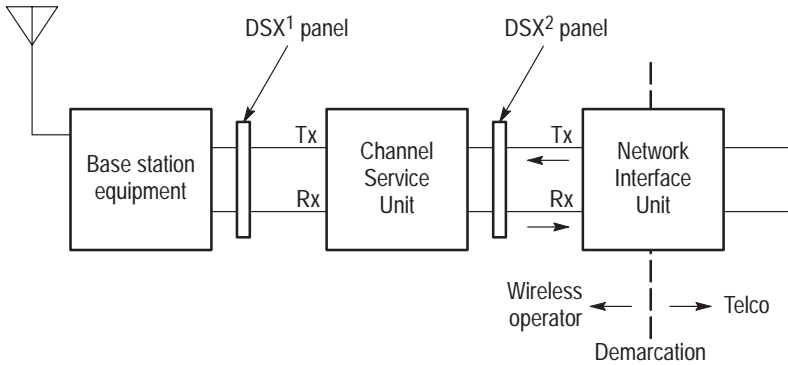 DSX¹ panel
DSX² panel
Tx
Tx
Base station
equipment
Channel
Service
Unit
Network
Interface
Unit
Rx
Rx
Wireless
operator
Telco
Demarcation